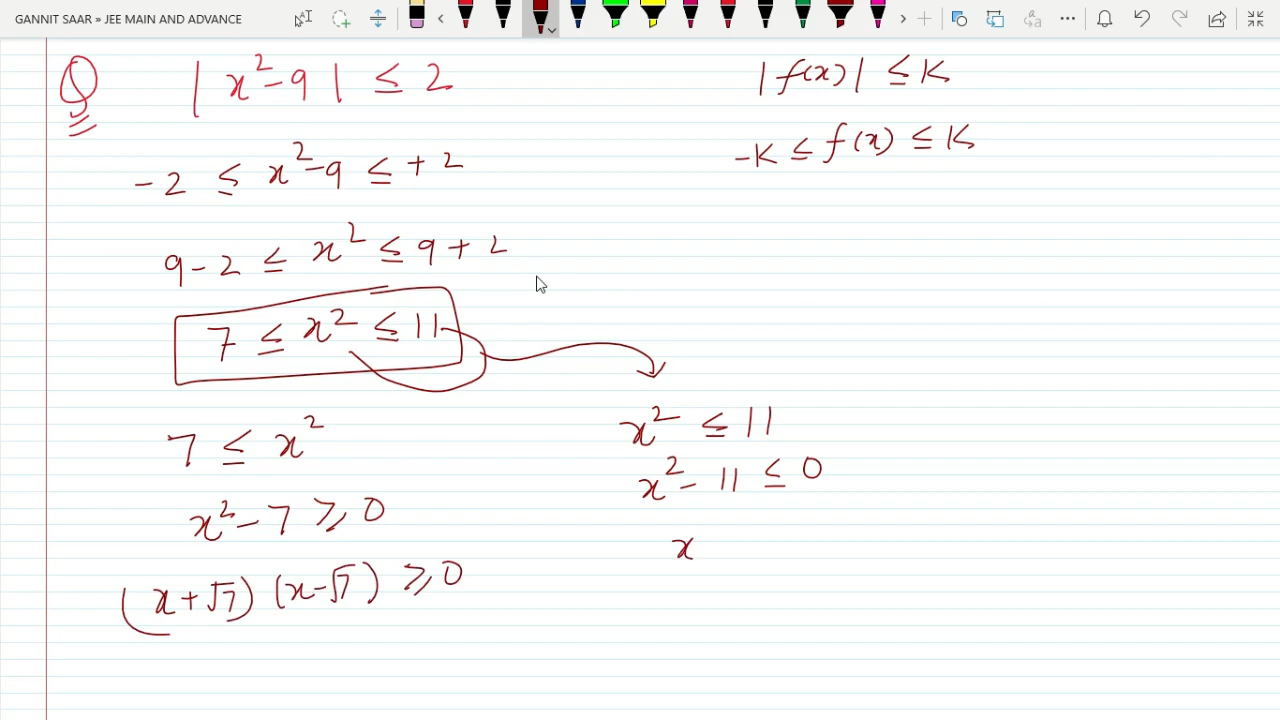 GANNIT SAAR » JEE MAIN AND ADVANCE
Q |x²-9| ≤ 2
-2 ≤ x²-9 ≤ +2
9-2 ≤ x² ≤ 9+2
7 ≤ x² ≤ 11
7 ≤ x²
x²-7 ≥ 0
(x+√7) (x-√7) ≥ 0
|f(x)| ≤ K
-K ≤ f(x) ≤ K
x² ≤ 11
x²-11 ≤ 0
x